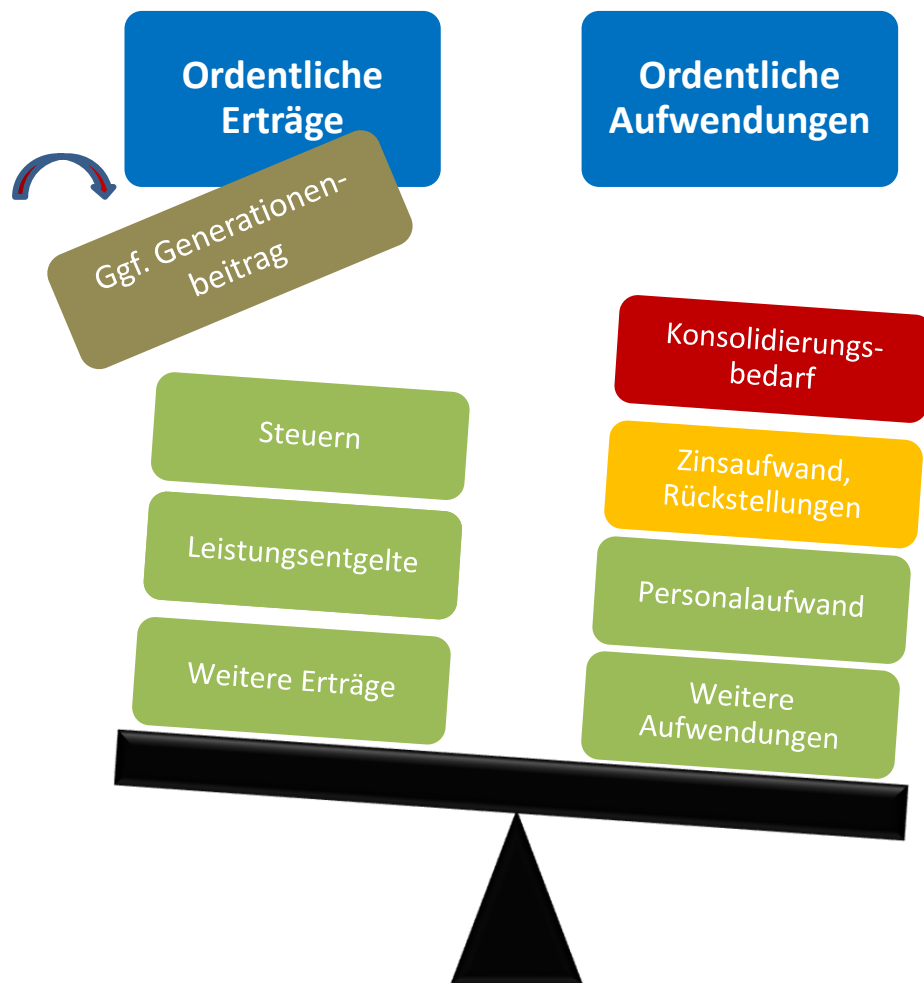 Ordentliche
Erträge
Ordentliche
Aufwendungen
Ggf. Generationen-
beitrag
Steuern
Leistungsentgelte
Weitere Erträge
Konsolidierungs-
bedarf
Zinsaufwand,
Rückstellungen
Personalaufwand
Weitere
Aufwendungen